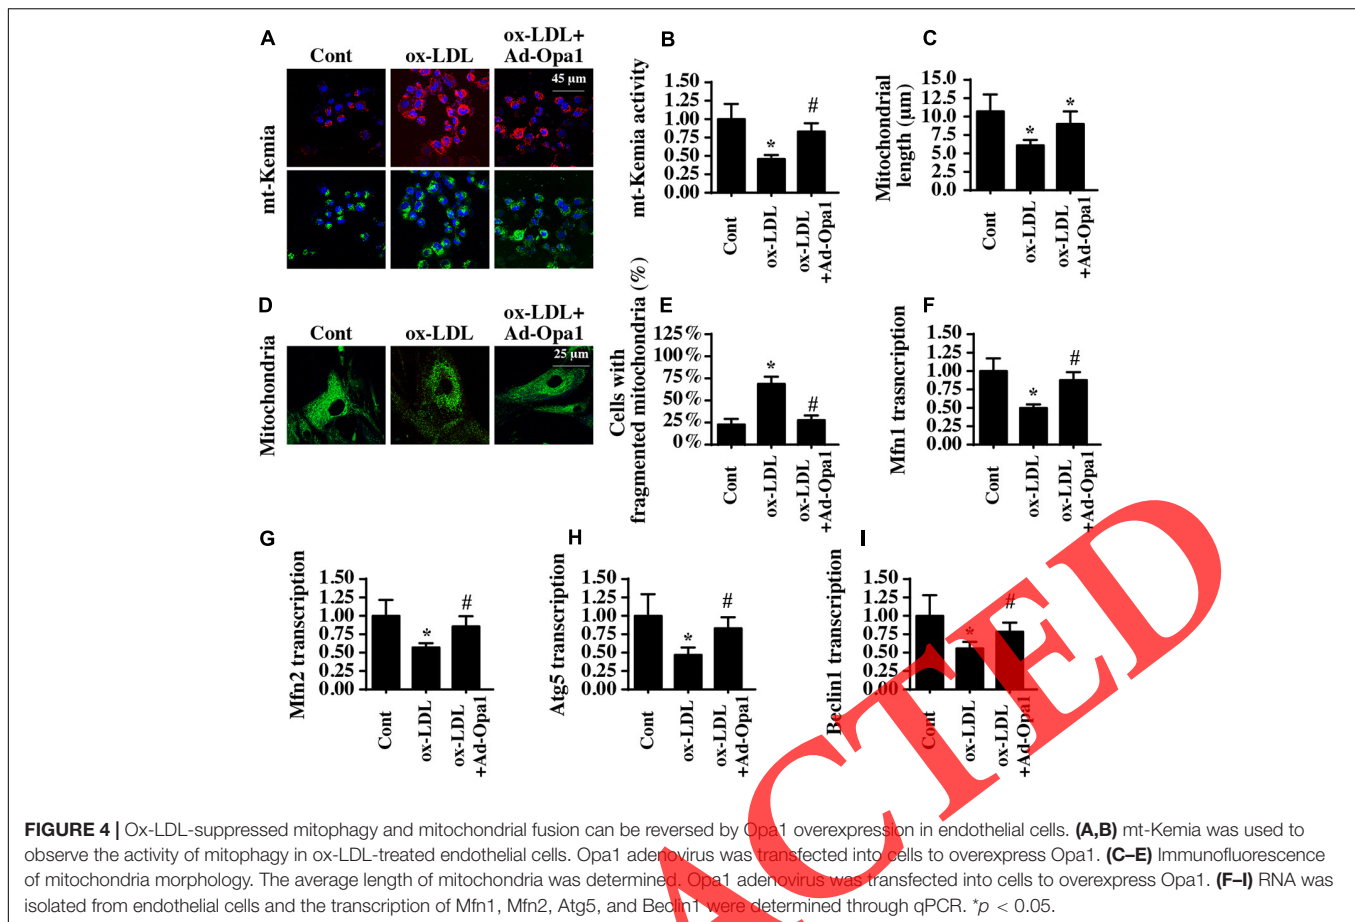 A
Cont
ox-LDL
ox-LDL+
Ad-Opa1
45 µm
mt-Kemia
B
mt-Kemia activity
1.50
1.25
1.00
0.75
0.50
0.25
0.00
*
#
Cont
ox-LDL
ox-LDL
+Ad-Opa1
C
Mitochondrial
length (µm)
15.0
12.5
10.0
7.5
5.0
2.5
0.0
*
*
Cont
ox-LDL
ox-LDL
+Ad-Opa1
D
Cont
ox-LDL
ox-LDL+
Ad-Opa1
25 µm
Mitochondria
E
Cells with
fragmented mitochondria (%)
125%
100%
75%
50%
25%
0%
*
#
Cont
ox-LDL
ox-LDL
+Ad-Opa1
F
Mfn1 trasncription
1.50
1.25
1.00
0.75
0.50
0.25
0.00
*
#
Cont
ox-LDL
ox-LDL
+Ad-Opa1
G
Mfn2 transcription
1.50
1.25
1.00
0.75
0.50
0.25
0.00
*
#
Cont
ox-LDL
ox-LDL
+Ad-Opa1
H
Atg5 transcription
1.50
1.25
1.00
0.75
0.50
0.25
0.00
*
#
Cont
ox-LDL
ox-LDL
+Ad-Opa1
I
Beclin1 transcription
1.50
1.25
1.00
0.75
0.50
0.25
0.00
*
#
Cont
ox-LDL
ox-LDL
+Ad-Opa1
ACTED
FIGURE 4 | Ox-LDL-suppressed mitophagy and mitochondrial fusion can be reversed by Opa1 overexpression in endothelial cells. (A,B) mt-Kemia was used to
observe the activity of mitophagy in ox-LDL-treated endothelial cells. Opa1 adenovirus was transfected into cells to overexpress Opa1. (C–E) Immunofluorescence
of mitochondria morphology. The average length of mitochondria was determined. Opa1 adenovirus was transfected into cells to overexpress Opa1. (F–I) RNA was
isolated from endothelial cells and the transcription of Mfn1, Mfn2, Atg5, and Beclin1 were determined through qPCR. *p < 0.05.